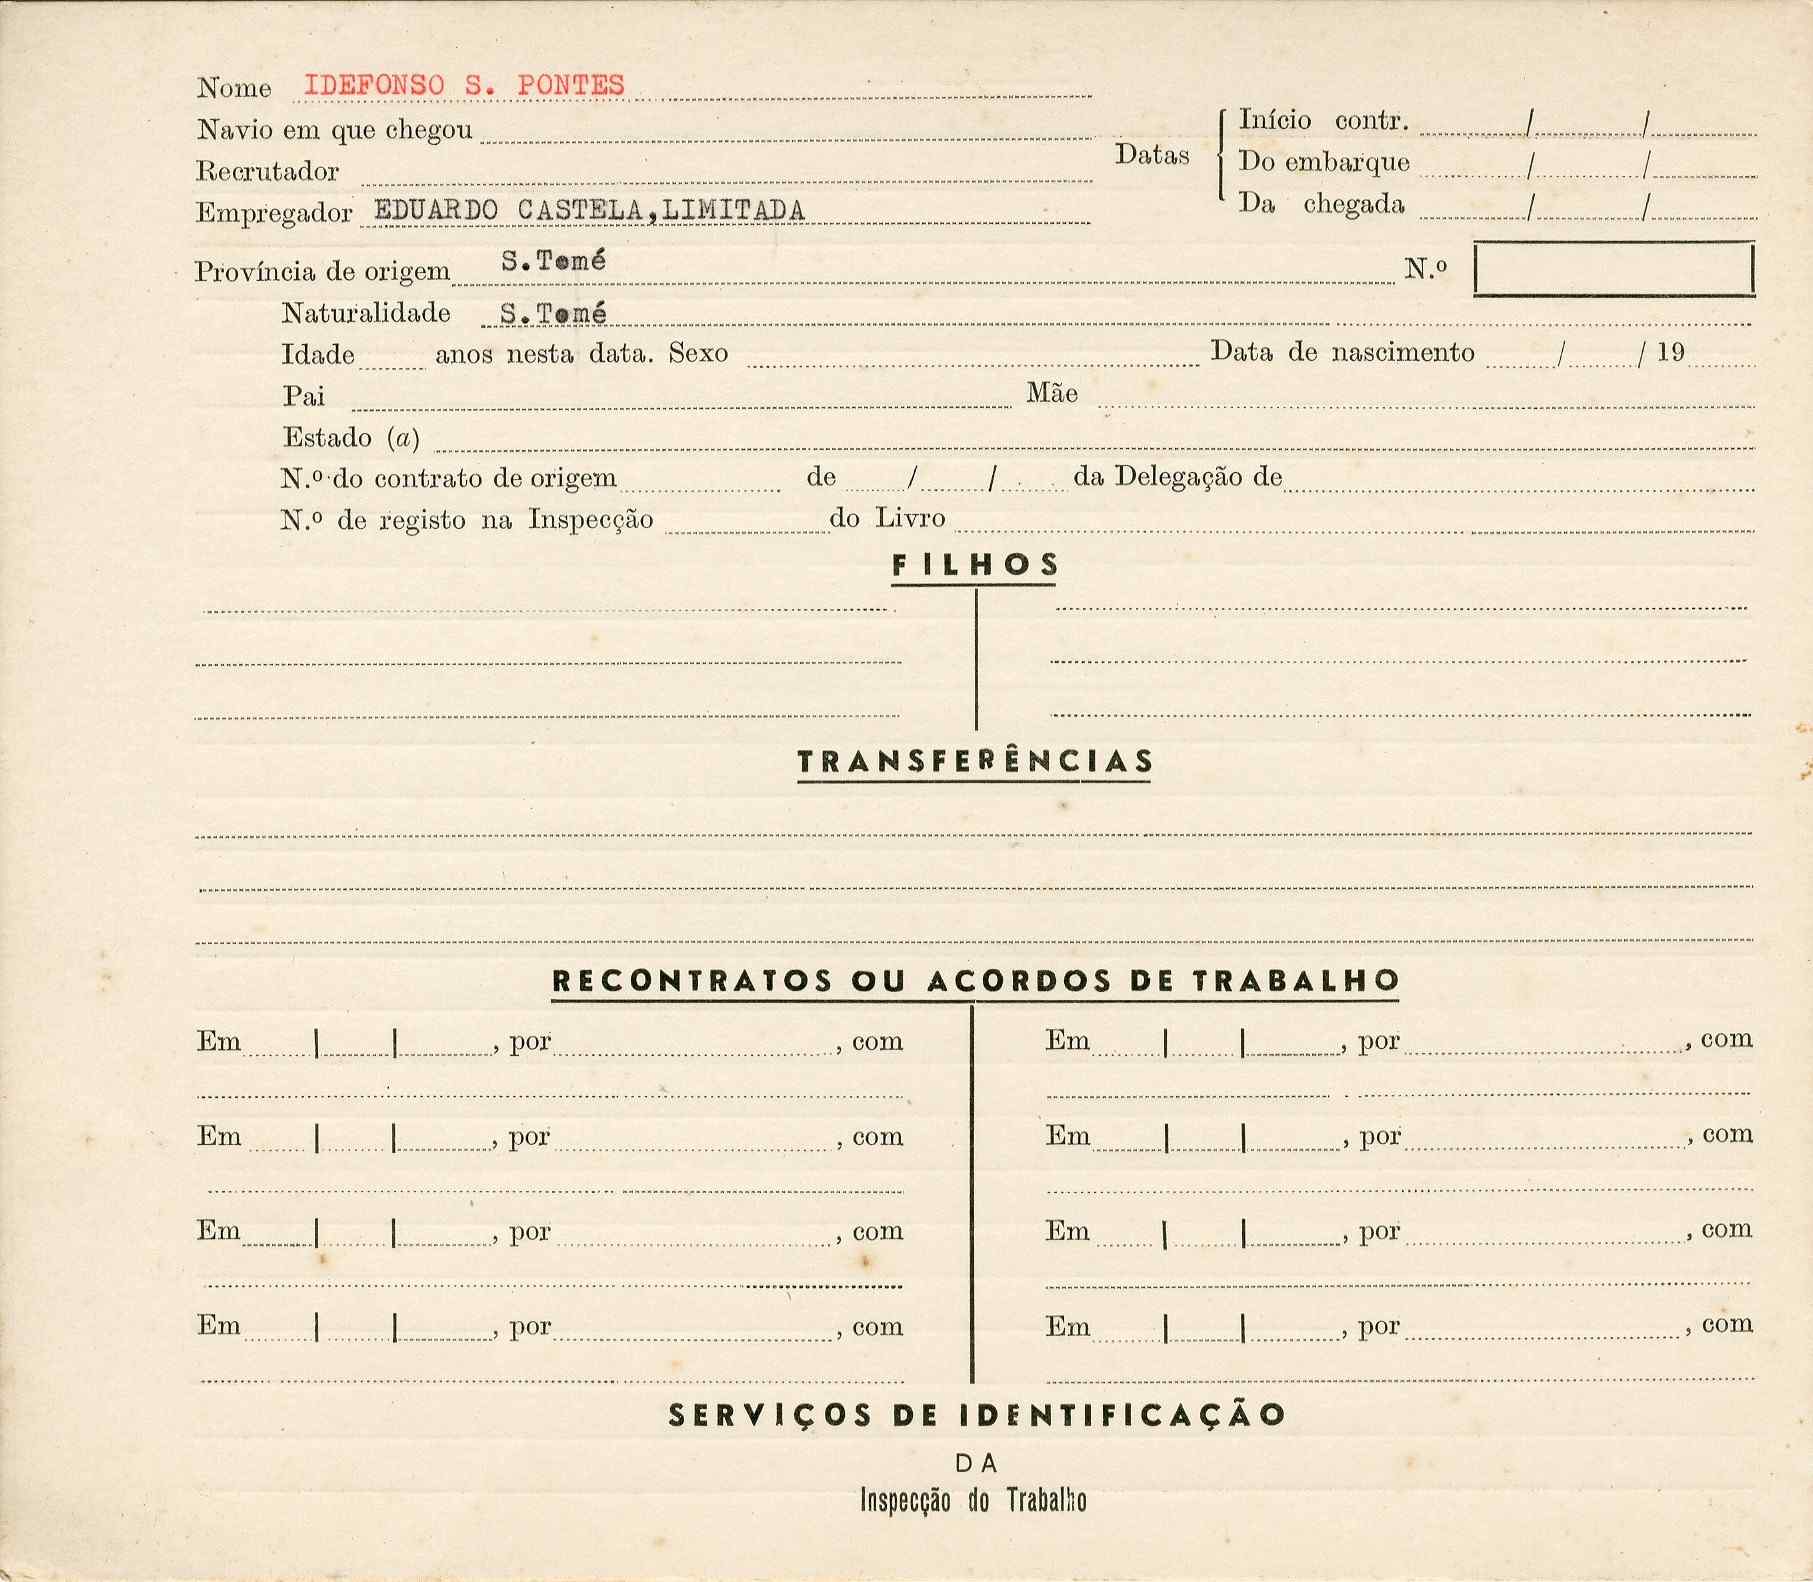 Nome IDEFONSO S. PONTES
Navio em que chegou
Recrutador
Empregador EDUARDO CASTELA,LIMITADA
Datas
Início contr. / /
Do embarque / /
Da chegada / /
Província de origem S.Tomé N.º
Naturalidade S.Tomé
Idade anos nesta data. Sexo Data de nascimento / / 19
Pai Mãe
Estado (a)
N.º do contrato de origem de / / da Delegação de
N.º de registo na Inspecção do Livro
FILHOS
TRANSFERÊNCIAS
RECONTRATOS OU ACORDOS DE TRABALHO
Em | | , por , com Em | | , por , com
Em | | , por , com Em | | , por , com
Em | | , por , com Em | | , por , com
Em | | , por , com Em | | , por , com
SERVIÇOS DE IDENTIFICAÇÃO
DA
Inspecção do Trabalho